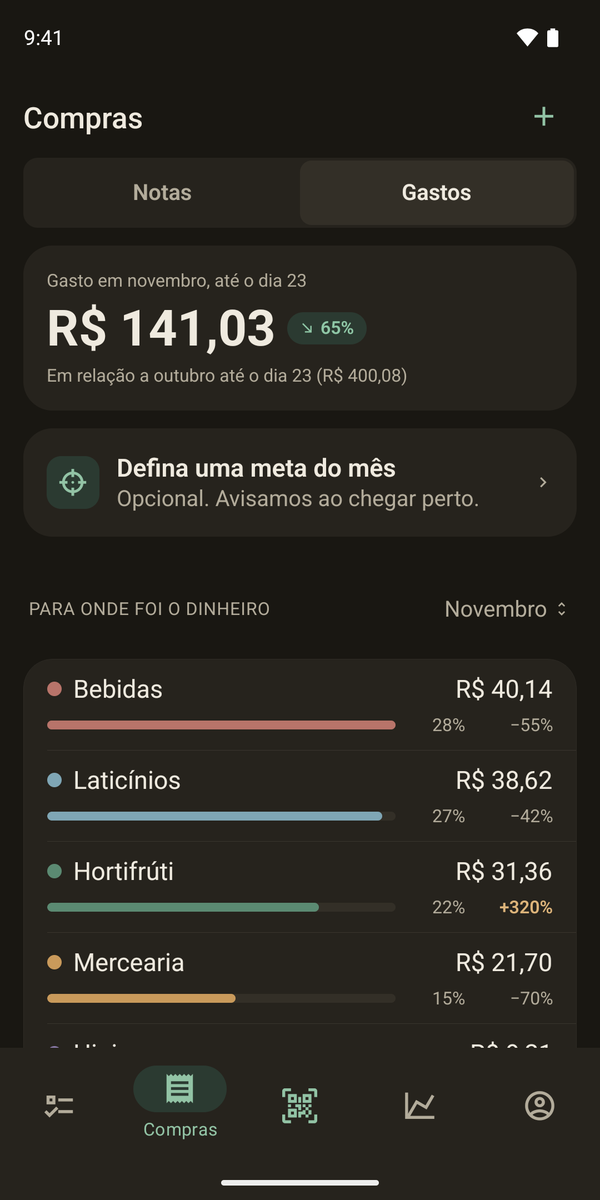 9:41
Compras
Notas
Gastos
Gasto em novembro, até o dia 23
R$ 141,03
65%
Em relação a outubro até o dia 23 (R$ 400,08)
Defina uma meta do mês
Opcional. Avisamos ao chegar perto.
PARA ONDE FOI O DINHEIRO
Novembro
Bebidas
R$ 40,14
28%
−55%
Laticínios
R$ 38,62
27%
−42%
Hortifrúti
R$ 31,36
22%
+320%
Mercearia
R$ 21,70
15%
−70%
Compras